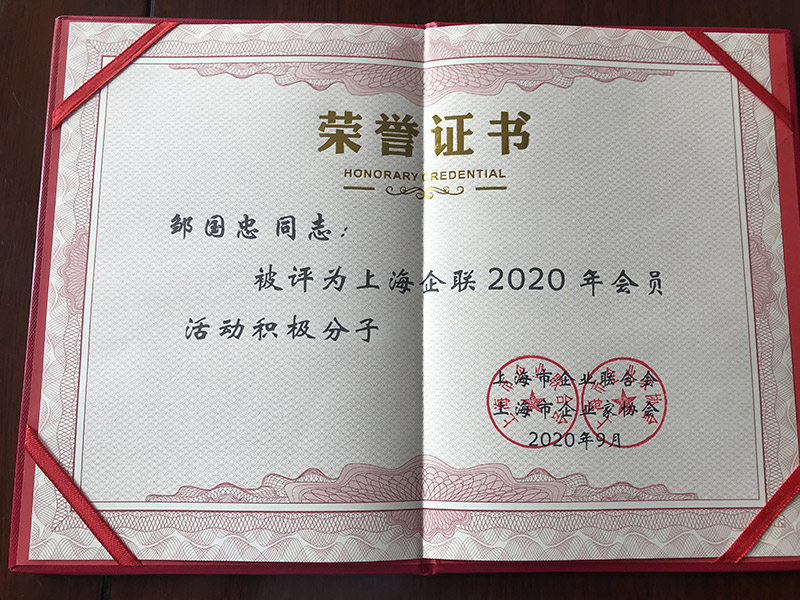 荣誉证书
HONORARY CREDENTIAL
邹国忠同志：
被评为上海企联2020年会员
活动积极分子
上海市企业联合会
上海市企业家协会
2020年9月